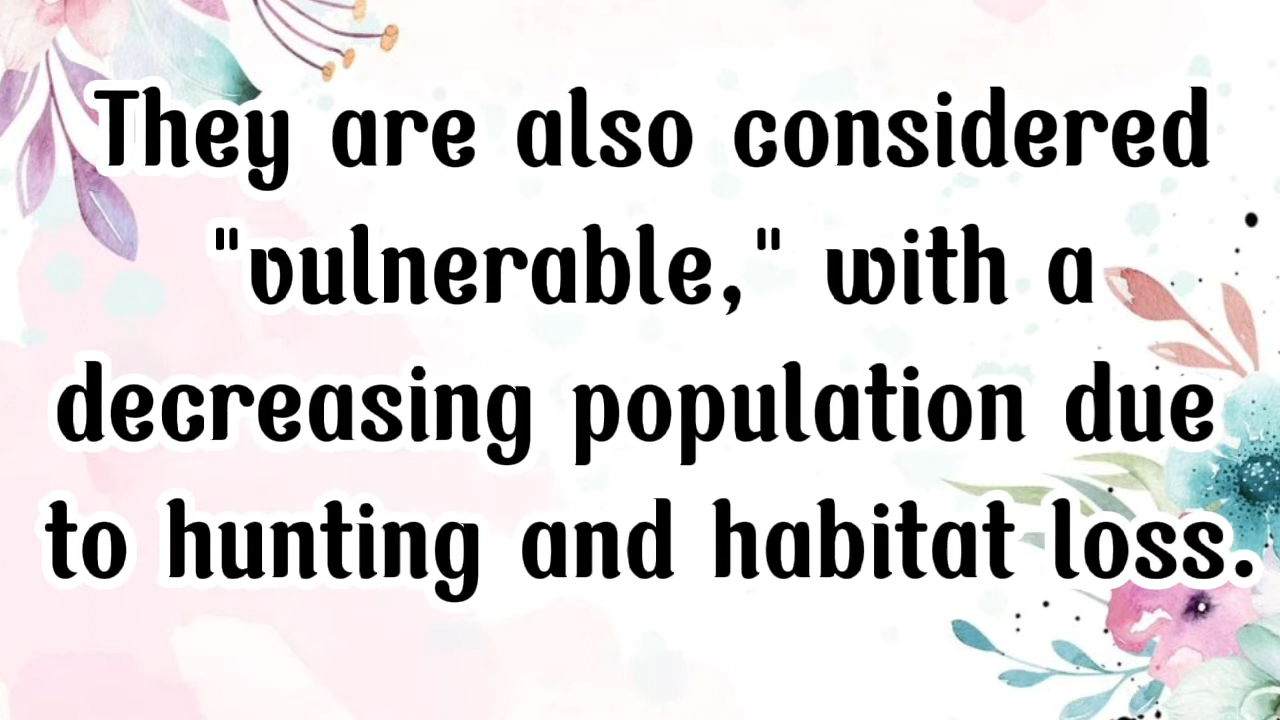 They are also considered
"vulnerable," with a
decreasing population due
to hunting and habitat loss.